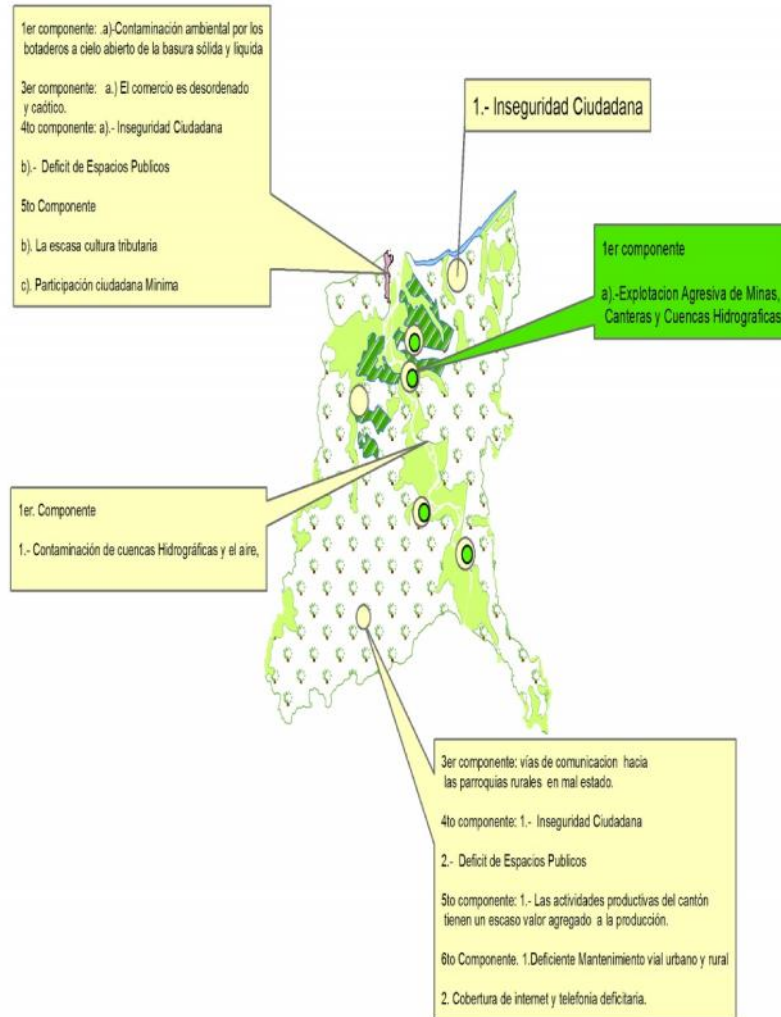 1er componente: .a)-Contaminación ambiental por los
botaderos a cielo abierto de la basura sólida y líquida
3er componente: a.) El comercio es desordenado
y caótico.
4to componente: a).- Inseguridad Ciudadana
b).- Deficit de Espacios Publicos
5to Componente
b). La escasa cultura tributaria
c). Participación ciudadana Minima
1.- Inseguridad Ciudadana
1er componente
a).-Explotacion Agresiva de Minas,
Canteras y Cuencas Hidrograficas
1er. Componente
1.- Contaminación de cuencas Hidrográficas y el aire,
3er componente: vías de comunicacion hacia
las parroquias rurales en mal estado.
4to componente: 1.- Inseguridad Ciudadana
2.- Deficit de Espacios Publicos
5to componente: 1.- Las actividades productivas del cantón
tienen un escaso valor agregado a la producción.
6to Componente. 1.Deficiente Mantenimiento vial urbano y rural
2. Cobertura de internet y telefonia deficitaria.